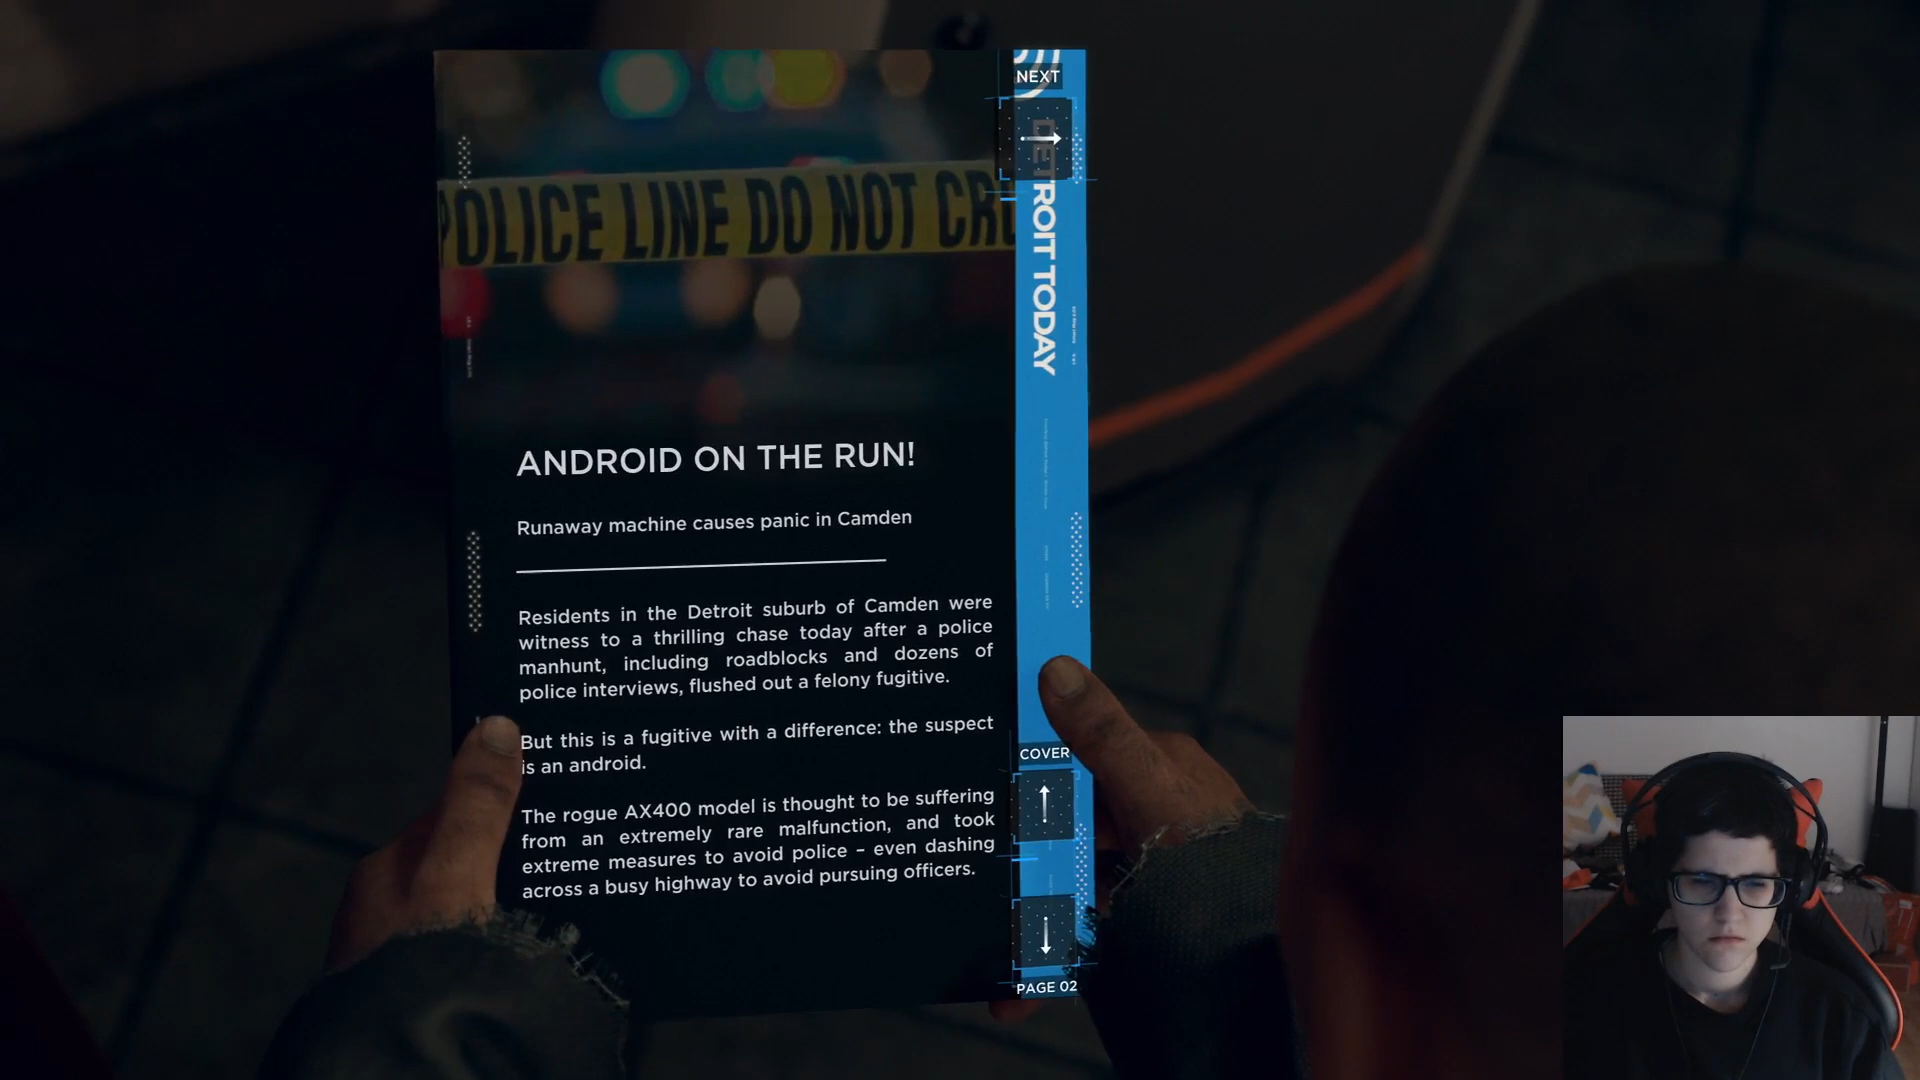 NEXT
DETROIT TODAY
POLICE LINE DO NOT
ANDROID ON THE RUN!
Runaway machine causes panic in Camden
Residents in the Detroit suburb of Camden were
witness to a thrilling chase today after a police
manhunt, including roadblocks and dozens of
police interviews, flushed out a felony fugitive.
But this is a fugitive with a difference: the suspect
is an android.
The rogue AX400 model is thought to be suffering
from an extremely rare malfunction, and took
extreme measures to avoid police – even dashing
across a busy highway to avoid pursuing officers.
COVER
PAGE 02